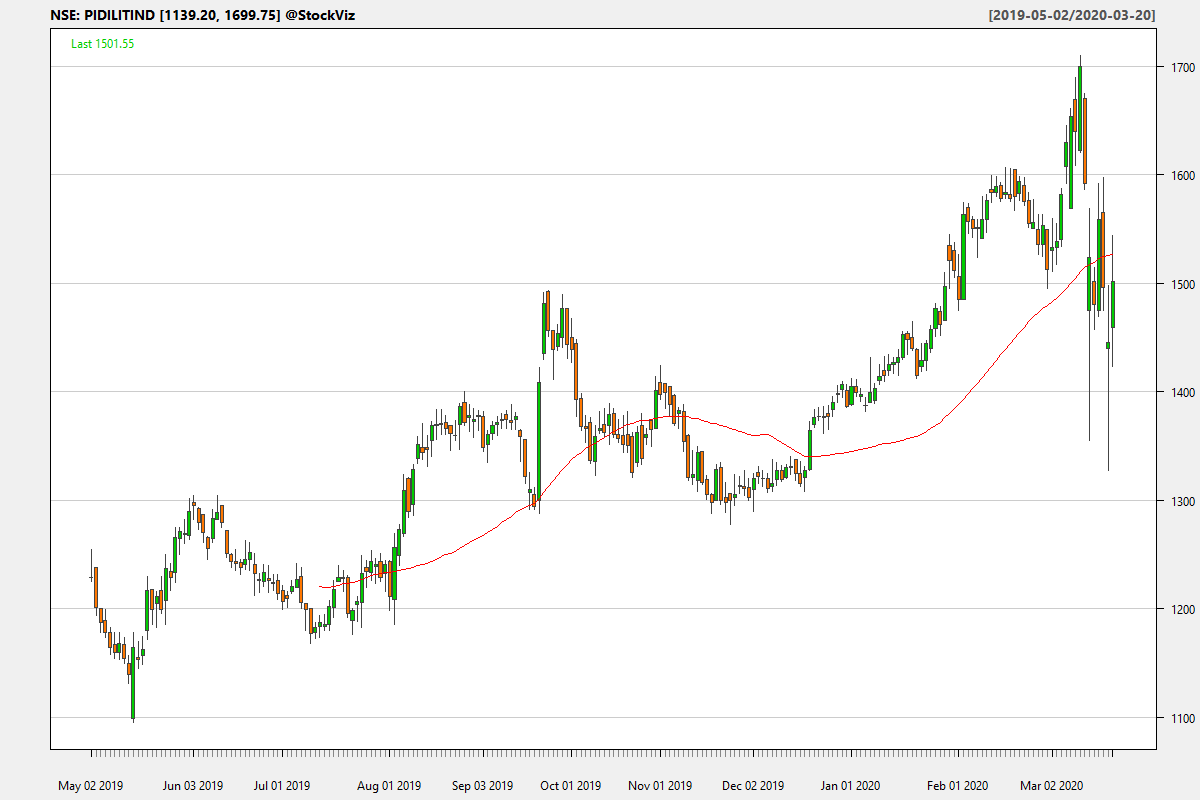 NSE: PIDILITIND [1139.20, 1699.75] @StockViz [2019-05-02/2020-03-20]
Last 1501.55
1700
1600
1500
1400
1300
1200
1100
May 02 2019 Jun 03 2019 Jul 01 2019 Aug 01 2019 Sep 03 2019 Oct 01 2019 Nov 01 2019 Dec 02 2019 Jan 01 2020 Feb 01 2020 Mar 02 2020